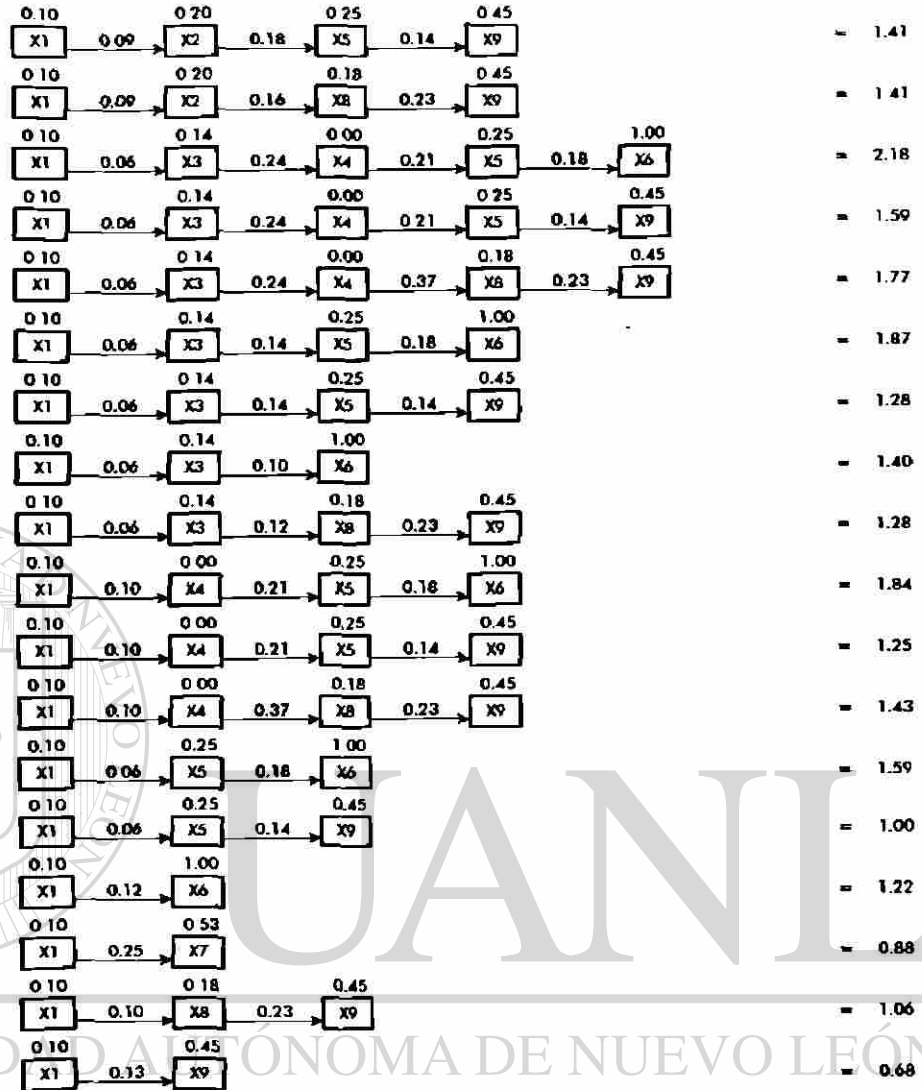 0.10 0 20 0 25 0 45
X1 0 09 X2 0.18 X5 0.14 X9 = 1.41
0 10 0 20 0.18 0 45
X1 0.09 X2 0.16 X8 0.23 X9 = 1 41
0 10 0 14 0 00 0.25 1.00
X1 0.06 X3 0.24 X4 0.21 X5 0.18 X6 = 2.18
0 10 0.14 0.00 0 25 0.45
X1 0.06 X3 0.24 X4 0 21 X5 0.14 X9 = 1.59
0 10 0 14 0.00 0.18 0.45
X1 0.06 X3 0.24 X4 0.37 X8 0.23 X9 = 1.77
0 10 0.14 0.25 1.00
X1 0.06 X3 0.14 X5 0.18 X6 = 1.87
0 10 0 14 0.25 0.45
X1 0.06 X3 0.14 X5 0.14 X9 = 1.28
0.10 0.14 1.00
X1 0.06 X3 0.10 X6 = 1.40
0 10 0.14 0.18 0.45
X1 0.06 X3 0.12 X8 0.23 X9 = 1.28
0.10 0 00 0.25 1.00
X1 0.10 X4 0.21 X5 0.18 X6 = 1.84
0.10 0 00 0.25 0.45
X1 0.10 X4 0.21 X5 0.14 X9 = 1.25
0 10 0 00 0.18 0.45
X1 0.10 X4 0.37 X8 0.23 X9 = 1.43
0.10 0.25 1 00
X1 0 06 X5 0.18 X6 = 1.59
0 10 0.25 0.45
X1 0.06 X5 0.14 X9 = 1.00
0.10 1.00
X1 0.12 X6 = 1.22
0 10 0 53
X1 0.25 X7 = 0.88
0 10 0 18 0.45
X1 0.10 X8 0.23 X9 = 1.06
0 10 0.45
X1 0.13 X9 = 0.68
UANL
DAD AUTÓNOMA DE NUEVO LEÓN